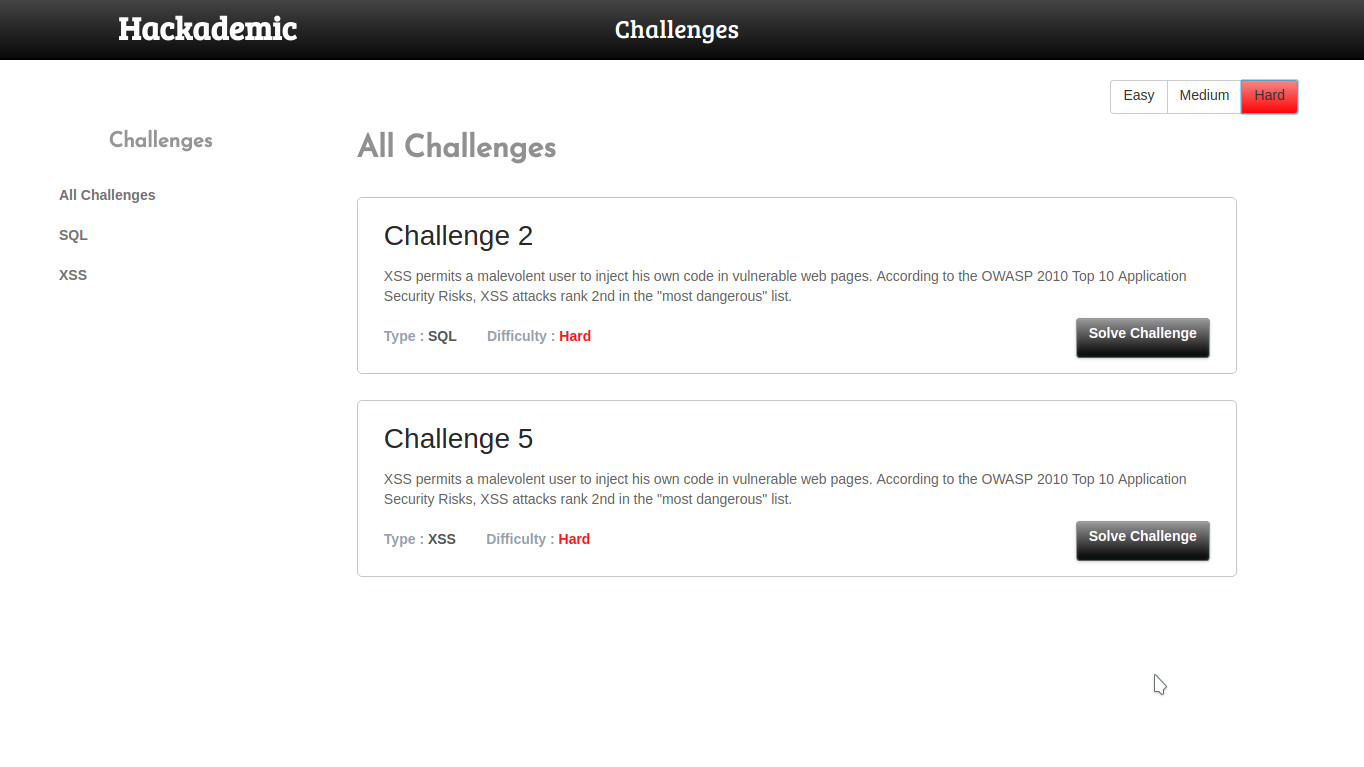 Hackademic
Challenges
Easy Medium Hard
Challenges
All Challenges
SQL
XSS
All Challenges
Challenge 2
XSS permits a malevolent user to inject his own code in vulnerable web pages. According to the OWASP 2010 Top 10 Application
Security Risks, XSS attacks rank 2nd in the "most dangerous" list.
Type : SQL Difficulty : Hard
Solve Challenge
Challenge 5
XSS permits a malevolent user to inject his own code in vulnerable web pages. According to the OWASP 2010 Top 10 Application
Security Risks, XSS attacks rank 2nd in the "most dangerous" list.
Type : XSS Difficulty : Hard
Solve Challenge